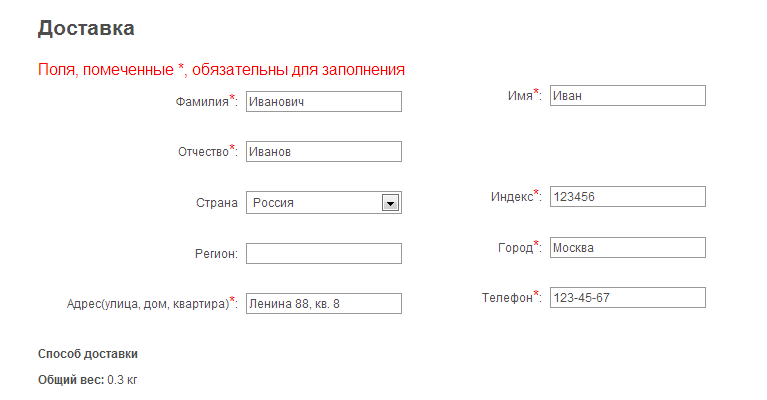 Доставка
Поля, помеченные *, обязательны для заполнения
Фамилия*: Иванович
Имя*: Иван
Отчество*: Иванов
Страна Россия
Индекс*: 123456
Регион:
Город*: Москва
Адрес(улица, дом, квартира)*: Ленина 88, кв. 8
Телефон*: 123-45-67
Способ доставки
Общий вес: 0.3 кг